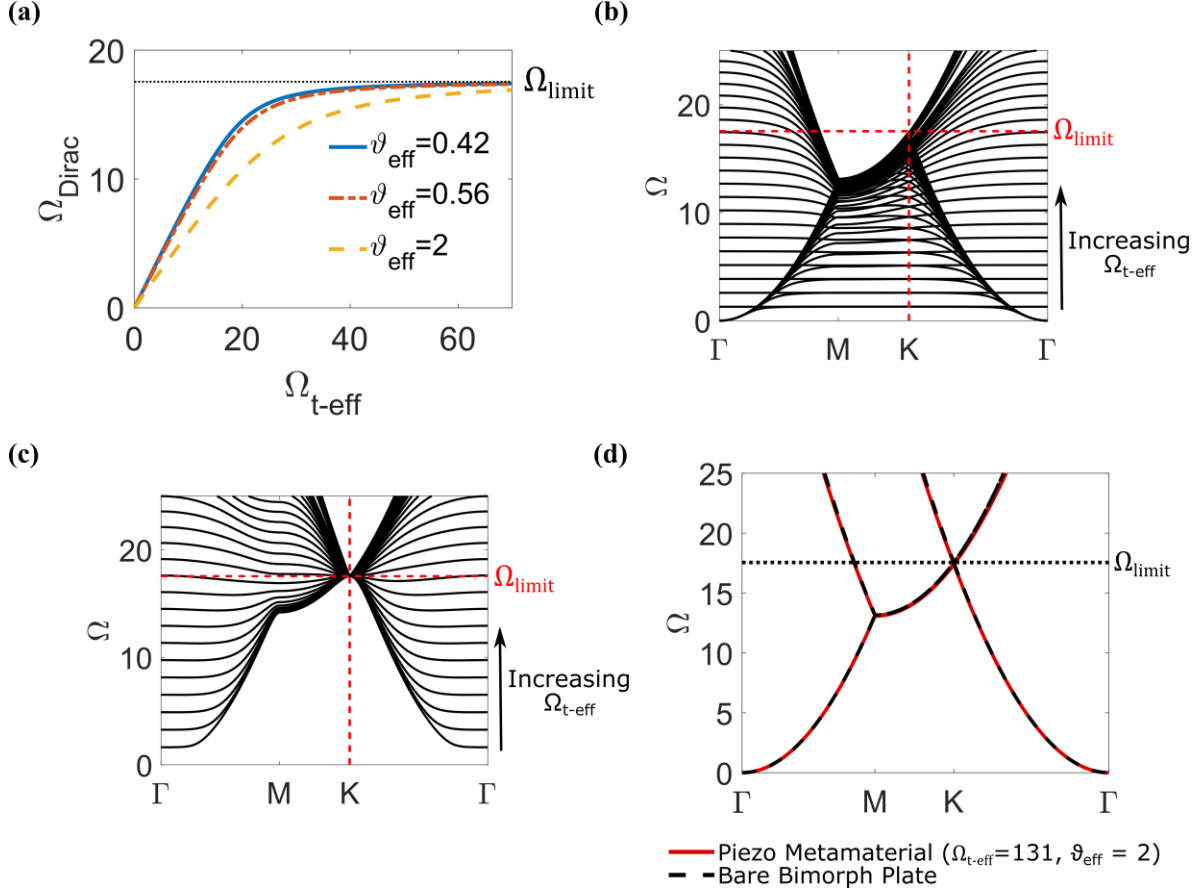 (a)
20
10
0
Ω_Dirac
Ω_limit
ϑ_eff=0.42
ϑ_eff=0.56
ϑ_eff=2
0 20 40 60
Ω_t-eff
(b)
20
10
0
Ω
Ω_limit
Increasing
Ω_t-eff
Γ M K Γ
(c)
20
10
0
Ω
Ω_limit
Increasing
Ω_t-eff
Γ M K Γ
(d)
25
20
15
10
5
0
Ω
Ω_limit
Γ M K Γ
Piezo Metamaterial (Ω_t-eff=131, ϑ_eff = 2)
Bare Bimorph Plate